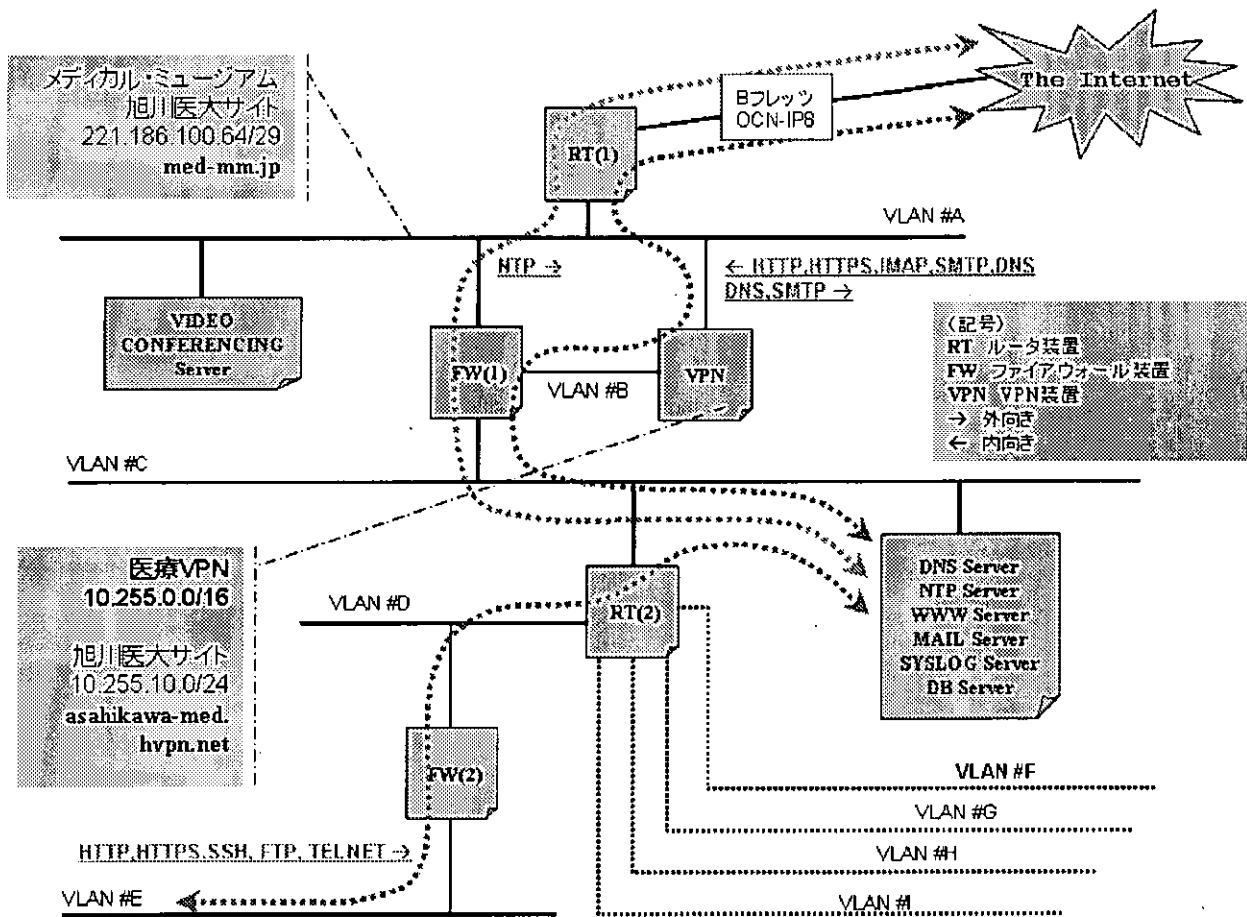 メディカル・ミュージアム
旭川医大サイト
221.186.100.64/29
med-mm.jp
Bフレッツ
OCN-IP8
The Internet
RT(1)
VLAN #A
NTP →
← HTTP,HTTPS,IMAP,SMTP,DNS
DNS,SMTP →
VIDEO
CONFERENCING
Server
FW(1)
VLAN #B
VPN
(記号)
RT ルータ装置
FW ファイアウォール装置
VPN VPN装置
→ 外向き
← 内向き
VLAN #C
医療VPN
10.255.0.0/16
旭川医大サイト
10.255.10.0/24
asahikawa-med.
hvpn.net
VLAN #D
RT(2)
DNS Server
NTP Server
WWW Server
MAIL Server
SYSLOG Server
DB Server
FW(2)
VLAN #F
VLAN #G
HTTP,HTTPS,SSH, FTP, TELNET →
VLAN #H
VLAN #E
VLAN #I